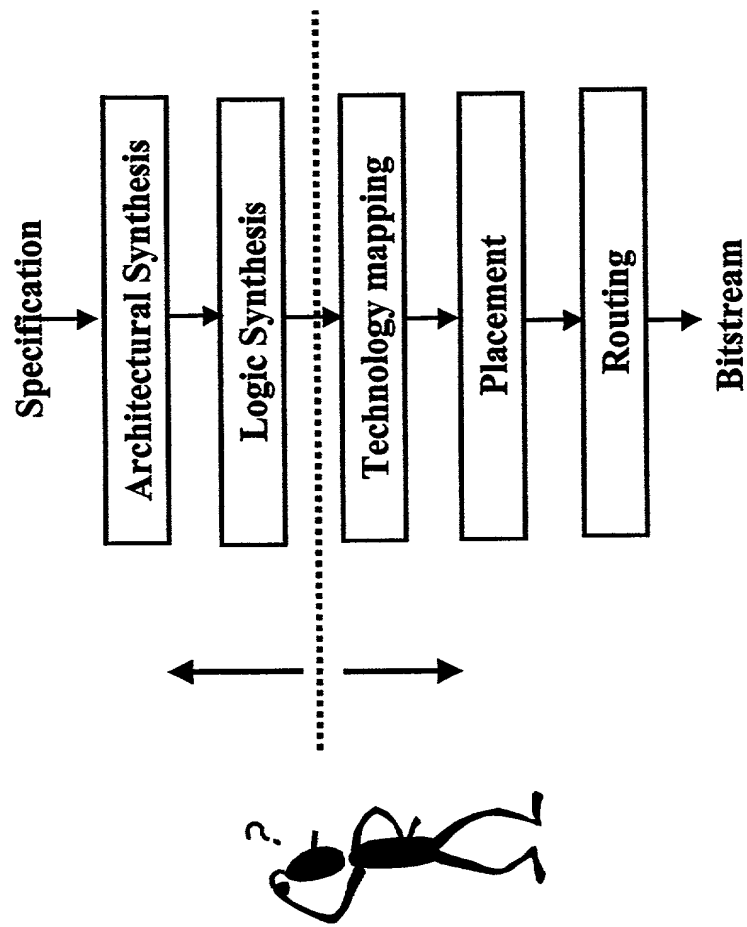 Specification
Architectural Synthesis
Logic Synthesis
Technology mapping
Placement
Routing
Bitstream
?